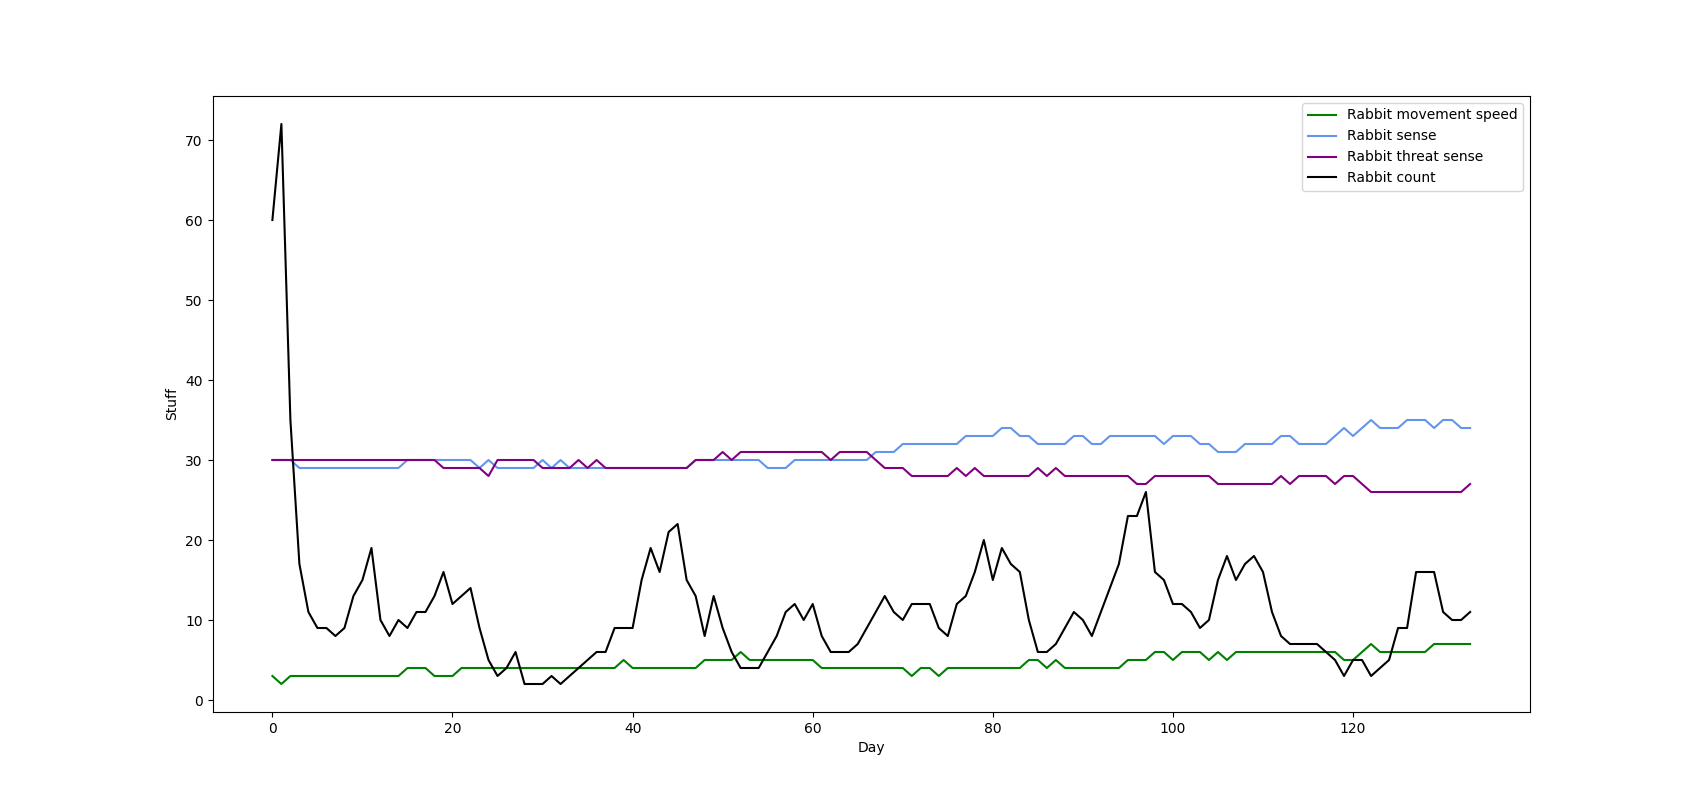 Rabbit movement speed
Rabbit sense
Rabbit threat sense
Rabbit count
70
60
50
40
30
20
10
0
Stuff
0 20 40 60 80 100 120
Day